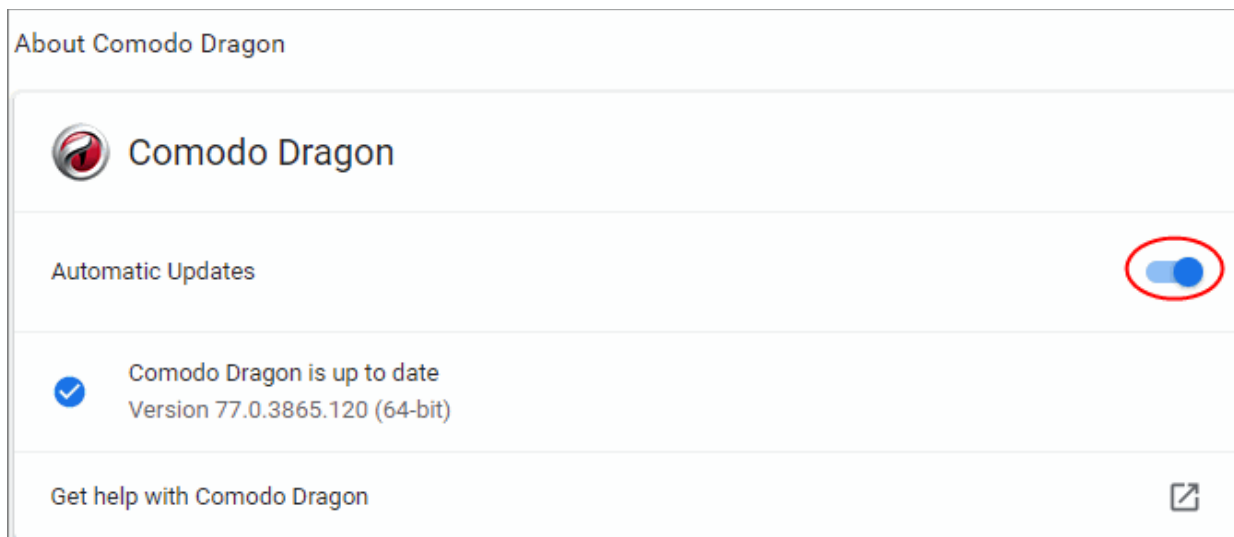 About Comodo Dragon
Comodo Dragon
Automatic Updates
Comodo Dragon is up to date
Version 77.0.3865.120 (64-bit)
Get help with Comodo Dragon